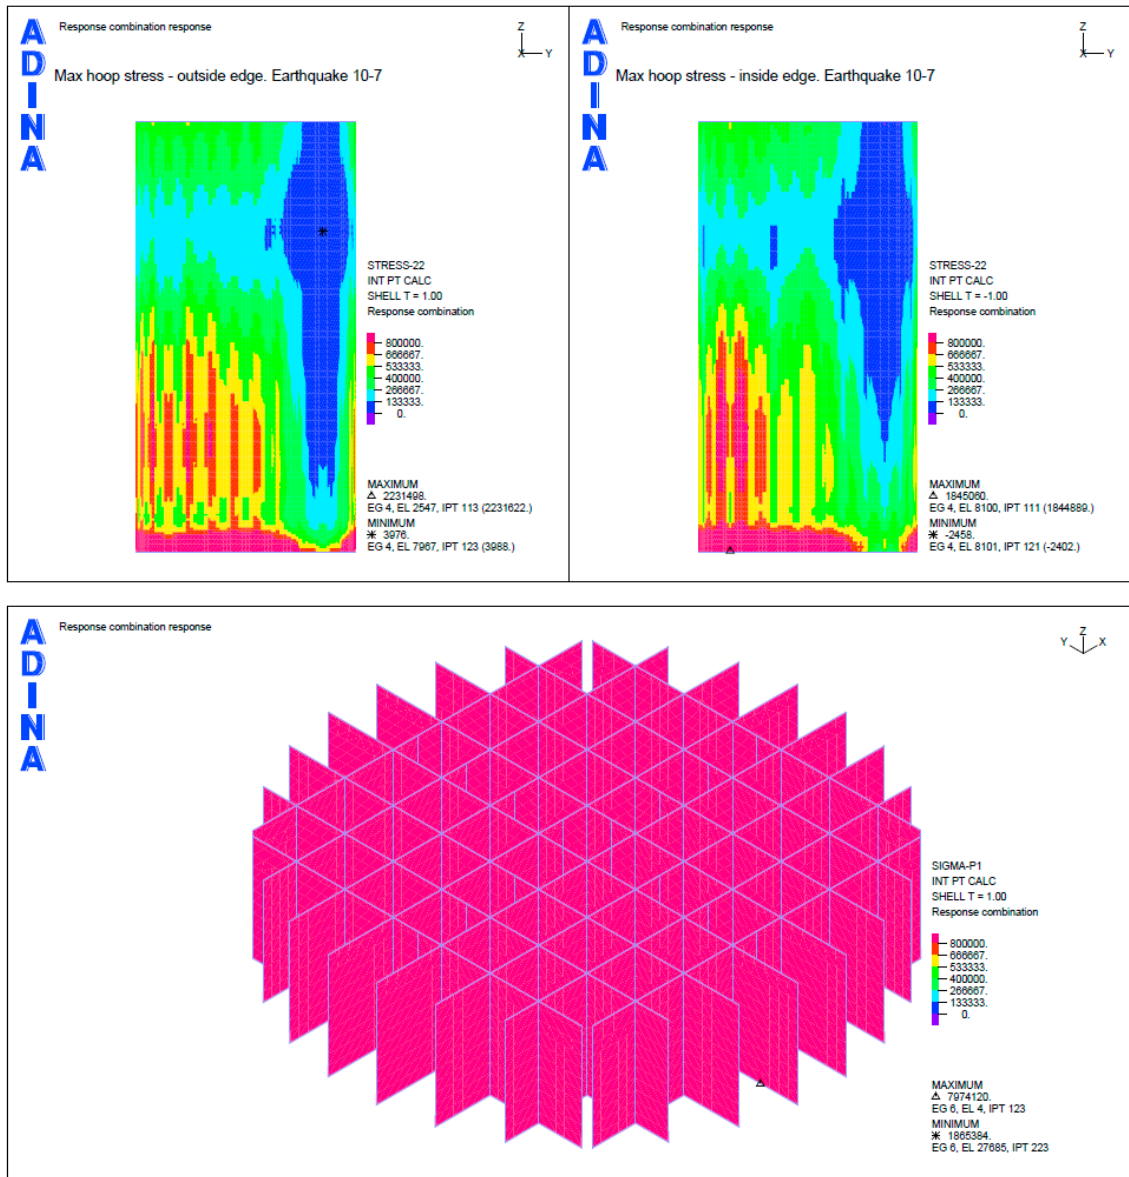 ADINA
Response combination response
Z
X Y
Max hoop stress - outside edge. Earthquake 10-7
STRESS-22
INT PT CALC
SHELL T = 1.00
Response combination
800000.
666667.
533333.
400000.
266667.
133333.
0.
MAXIMUM
2231498.
EG 4, EL 2547, IPT 113 (2231622.)
MINIMUM
3976.
EG 4, EL 7967, IPT 123 (3988.)
ADINA
Response combination response
Z
X Y
Max hoop stress - inside edge. Earthquake 10-7
STRESS-22
INT PT CALC
SHELL T = -1.00
Response combination
800000.
666667.
533333.
400000.
266667.
133333.
0.
MAXIMUM
1845060.
EG 4, EL 8100, IPT 111 (1844889.)
MINIMUM
-2458.
EG 4, EL 8101, IPT 121 (-2402.)
ADINA
Response combination response
Z
Y X
SIGMA-P1
INT PT CALC
SHELL T = 1.00
Response combination
800000.
666667.
533333.
400000.
266667.
133333.
0.
MAXIMUM
7974120.
EG 6, EL 4, IPT 123
MINIMUM
1865384.
EG 6, EL 27685, IPT 223